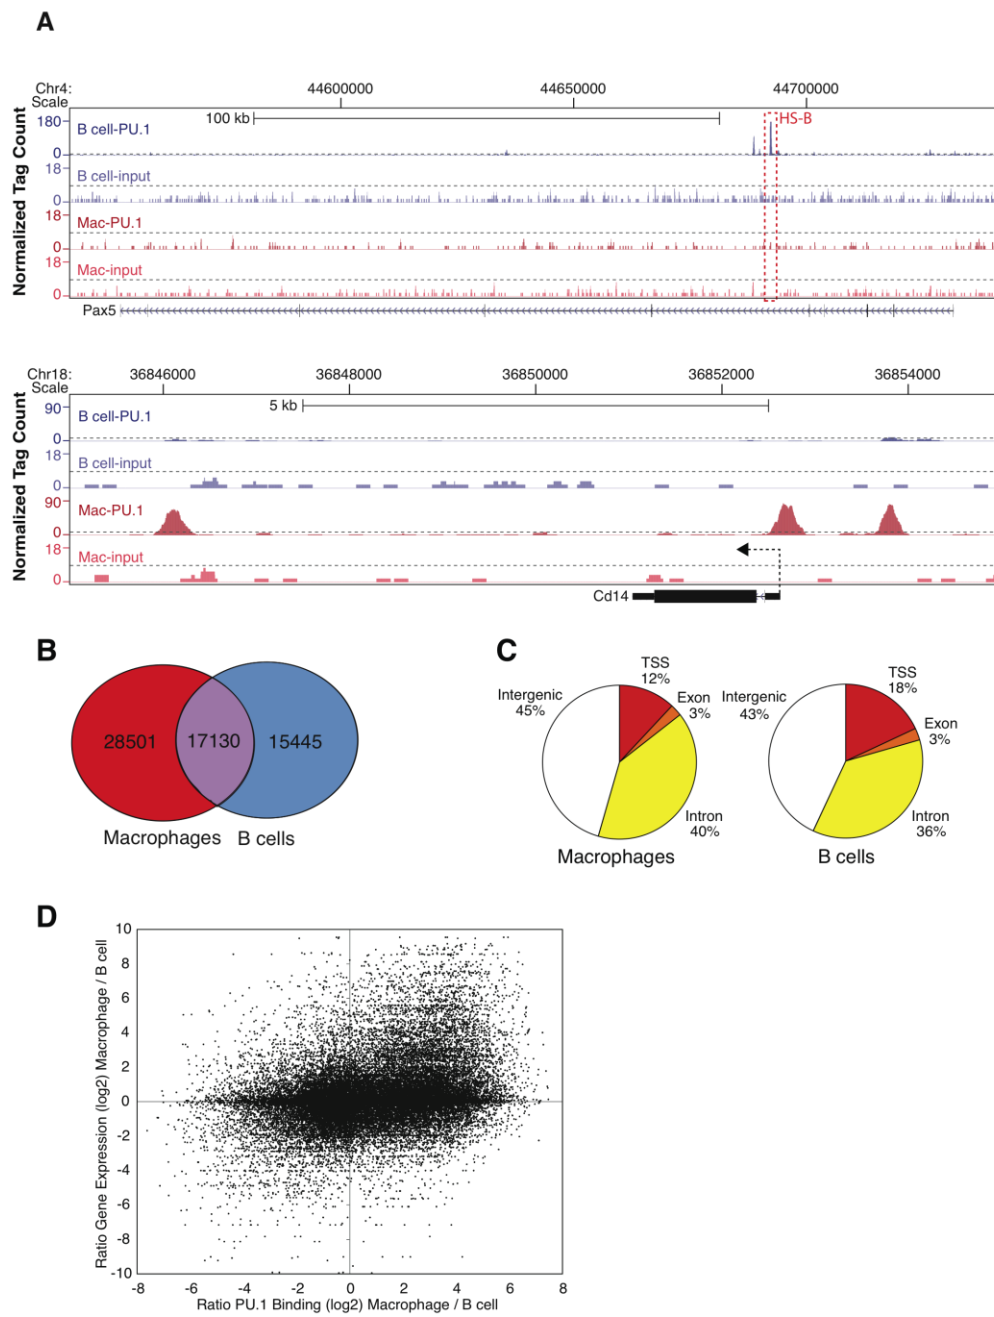 A
Chr4:
Scale
44600000 44650000 44700000
Normalized Tag Count
100 kb
HS-B
180
B cell-PU.1
0
18
B cell-input
0
18
Mac-PU.1
0
18
Mac-input
0
Pax5
Chr18:
Scale
36846000 36848000 36850000 36852000 36854000
Normalized Tag Count
5 kb
90
B cell-PU.1
0
18
B cell-input
0
90
Mac-PU.1
0
18
Mac-input
0
Cd14
B
28501 17130 15445
Macrophages B cells
C
TSS
12%
Exon
3%
Intron
40%
Intergenic
45%
Macrophages
TSS
18%
Exon
3%
Intron
36%
Intergenic
43%
B cells
D
Ratio Gene Expression (log2) Macrophage / B cell
10
8
6
4
2
0
-2
-4
-6
-8
-10
-8 -6 -4 -2 0 2 4 6 8
Ratio PU.1 Binding (log2) Macrophage / B cell